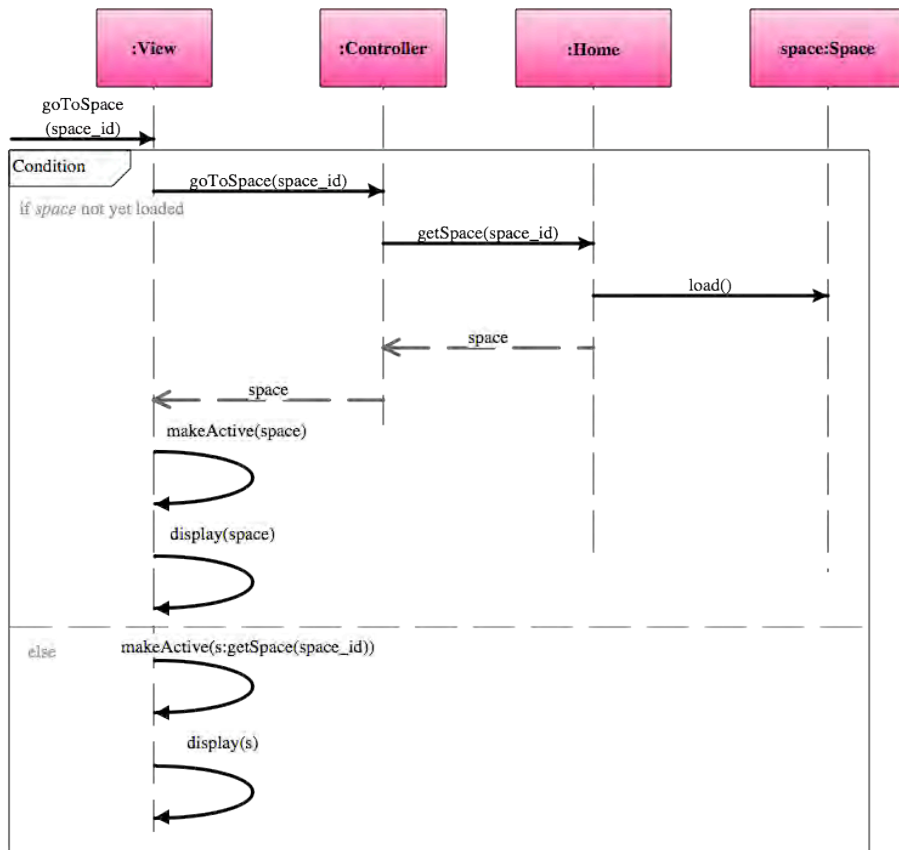 :View
:Controller
:Home
space:Space
goToSpace
(space_id)
Condition
goToSpace(space_id)
if space not yet loaded
getSpace(space_id)
load()
space
space
makeActive(space)
display(space)
else
makeActive(s:getSpace(space_id))
display(s)